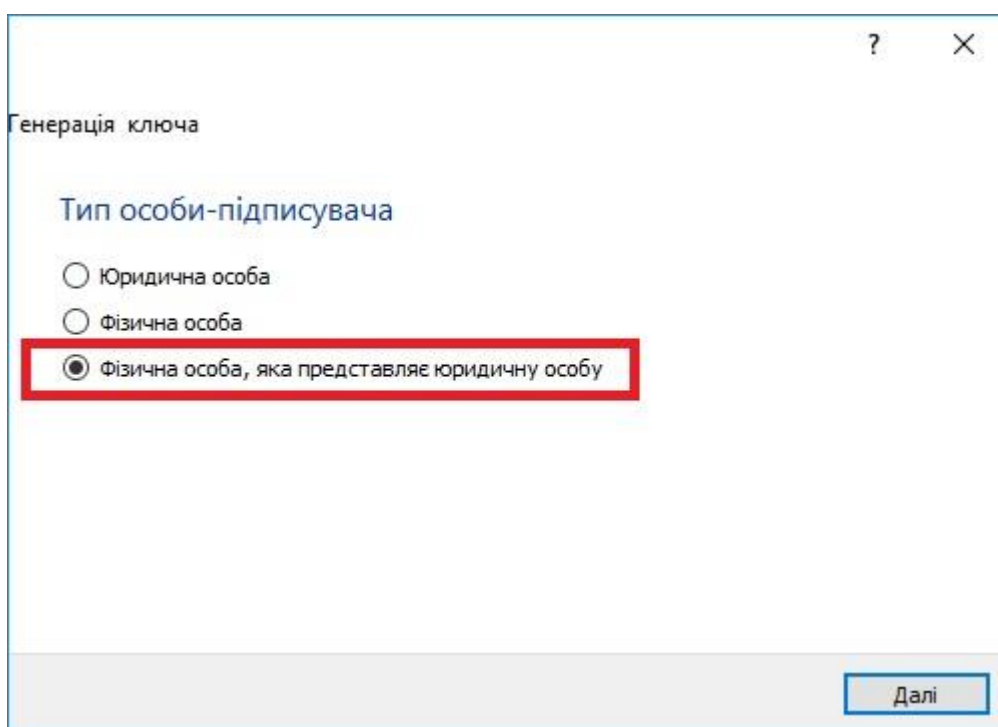 ?
Генерація ключа
Тип особи-підписувача
Юридична особа
Фізична особа
Фізична особа, яка представляє юридичну особу
Далі